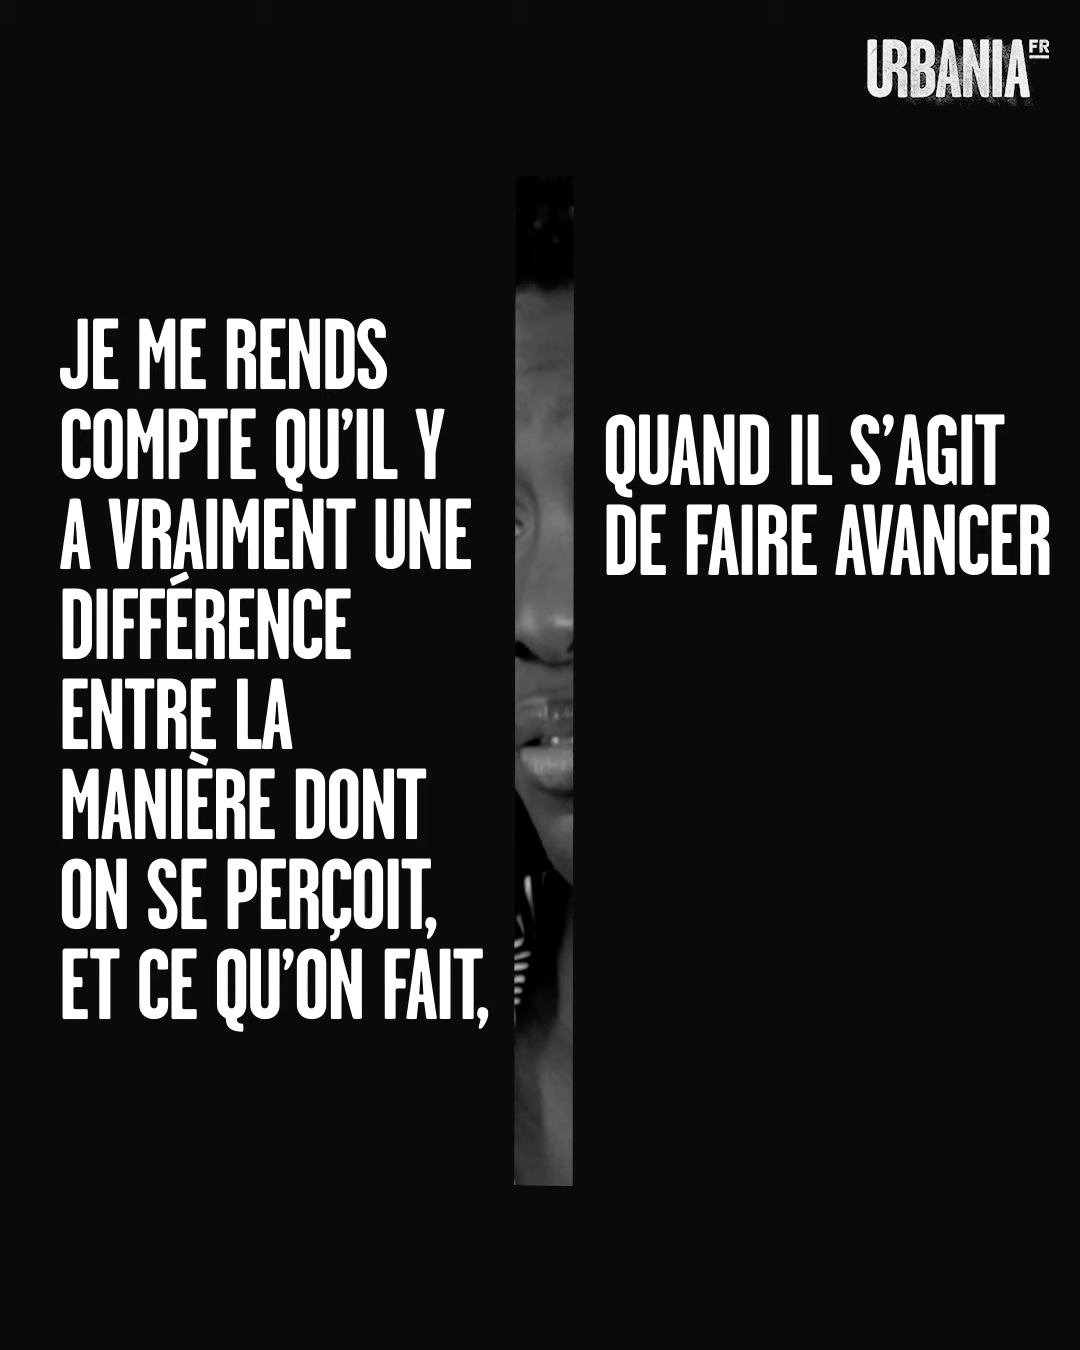 URBANIA FR
JE ME RENDS
COMPTE QU’IL Y
A VRAIMENT UNE
DIFFÉRENCE
ENTRE LA
MANIÈRE DONT
ON SE PERÇOIT,
ET CE QU’ON FAIT,
QUAND IL S’AGIT
DE FAIRE AVANCER